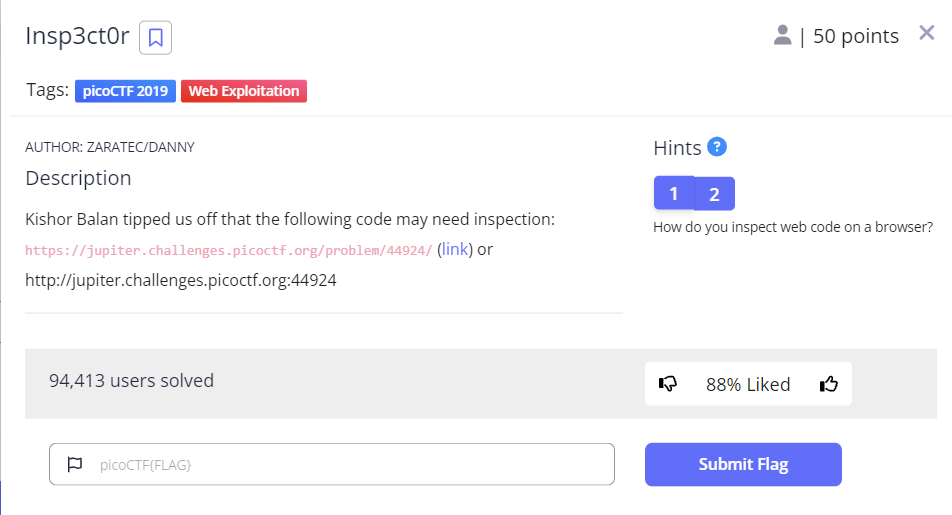 Insp3ct0r | 50 points ×
Tags: picoCTF 2019 Web Exploitation
AUTHOR: ZARATEC/DANNY
Description
Kishor Balan tipped us off that the following code may need inspection:
https://jupiter.challenges.picoctf.org/problem/44924/ (link) or
http://jupiter.challenges.picoctf.org:44924
Hints ?
1 2
How do you inspect web code on a browser?
94,413 users solved
88% Liked
picoCTF{FLAG}
Submit Flag